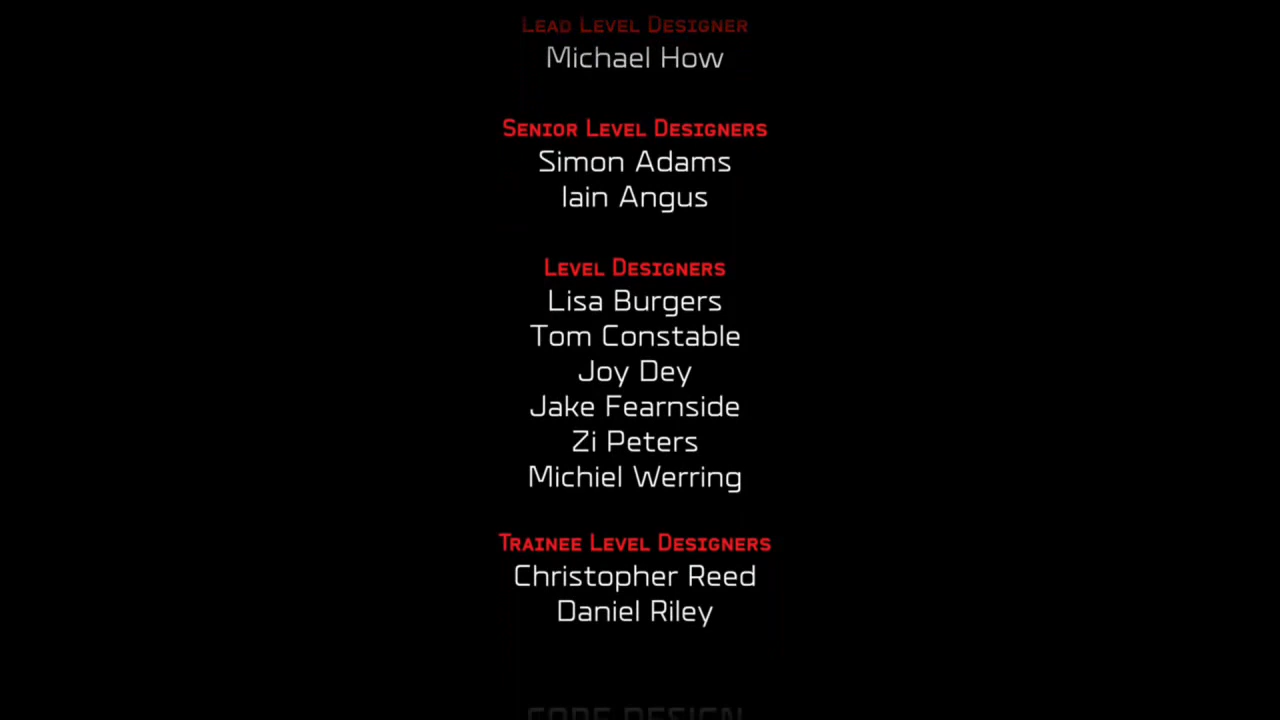 Lead Level Designer
Michael How
Senior Level Designers
Simon Adams
Iain Angus
Level Designers
Lisa Burgers
Tom Constable
Joy Dey
Jake Fearnside
Zi Peters
Michiel Werring
Trainee Level Designers
Christopher Reed
Daniel Riley